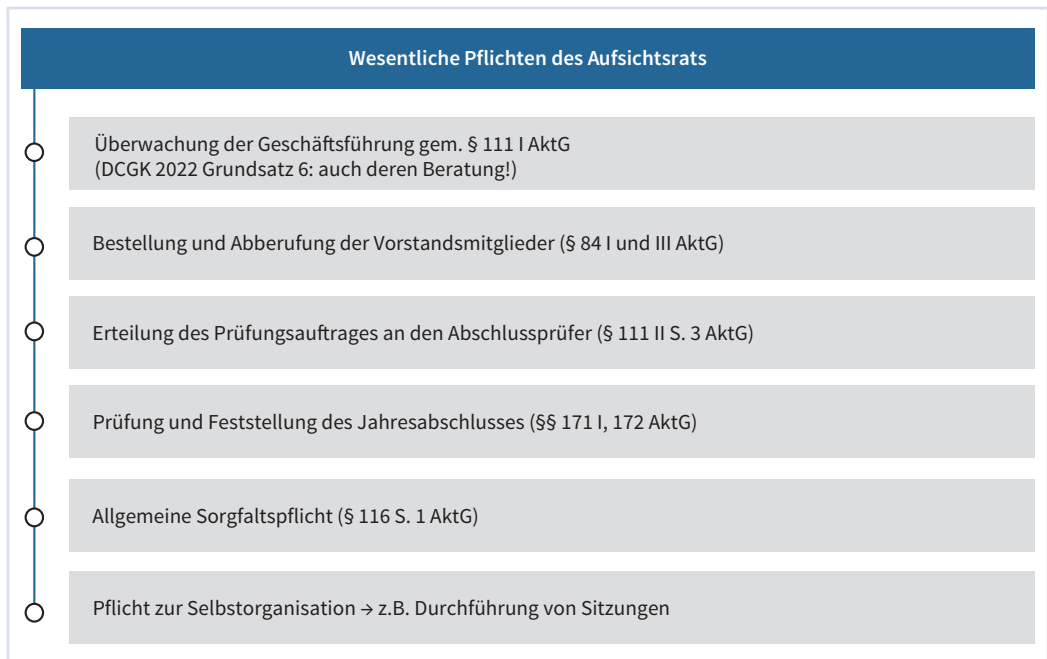 Wesentliche Pflichten des Aufsichtsrats
Überwachung der Geschäftsführung gem. § 111 I AktG
(DCGK 2022 Grundsatz 6: auch deren Beratung!)
Bestellung und Abberufung der Vorstandsmitglieder (§ 84 I und III AktG)
Erteilung des Prüfungsauftrages an den Abschlussprüfer (§ 111 II S. 3 AktG)
Prüfung und Feststellung des Jahresabschlusses (§§ 171 I, 172 AktG)
Allgemeine Sorgfaltspflicht (§ 116 S. 1 AktG)
Pflicht zur Selbstorganisation → z.B. Durchführung von Sitzungen